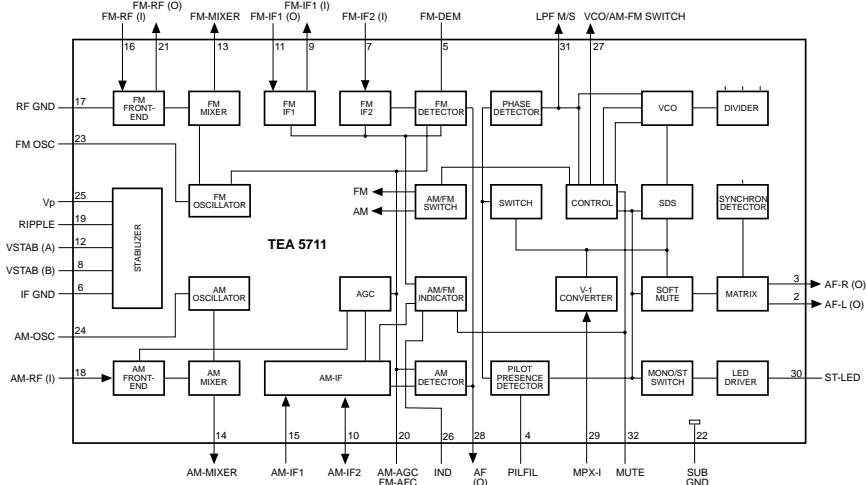 FM-RF (O)
FM-RF (I)
FM-MIXER
FM-IF1 (O)
FM-IF1 (I)
FM-IF2 (I)
FM-DEM
LPF M/S
VCO/AM-FM SWITCH
16
21
13
11
9
7
5
31
27
RF GND
17
FM
FRONT-
END
FM
MIXER
FM
IF1
FM
IF2
FM
DETECTOR
PHASE
DETECTOR
VCO
DIVIDER
FM OSC
23
Vp
25
RIPPLE
19
VSTAB (A)
12
VSTAB (B)
8
IF GND
6
STABILIZER
FM
OSCILLATOR
FM
AM
AM/FM
SWITCH
SWITCH
CONTROL
SDS
SYNCHRON
DETECTOR
TEA 5711
AM
OSCILLATOR
AGC
AM/FM
INDICATOR
V-1
CONVERTER
SOFT
MUTE
MATRIX
3
AF-R (O)
2
AF-L (O)
AM-OSC
24
AM-RF (I)
18
AM
FRONT-
END
AM
MIXER
AM-IF
AM
DETECTOR
PILOT
PRESENCE
DETECTOR
MONO/ST
SWITCH
LED
DRIVER
30
ST-LED
14
15
10
20
26
28
4
29
32
22
AM-MIXER
AM-IF1
AM-IF2
AM-AGC
FM-AFC
IND
AF
(O)
PILFIL
MPX-I
MUTE
SUB
GND